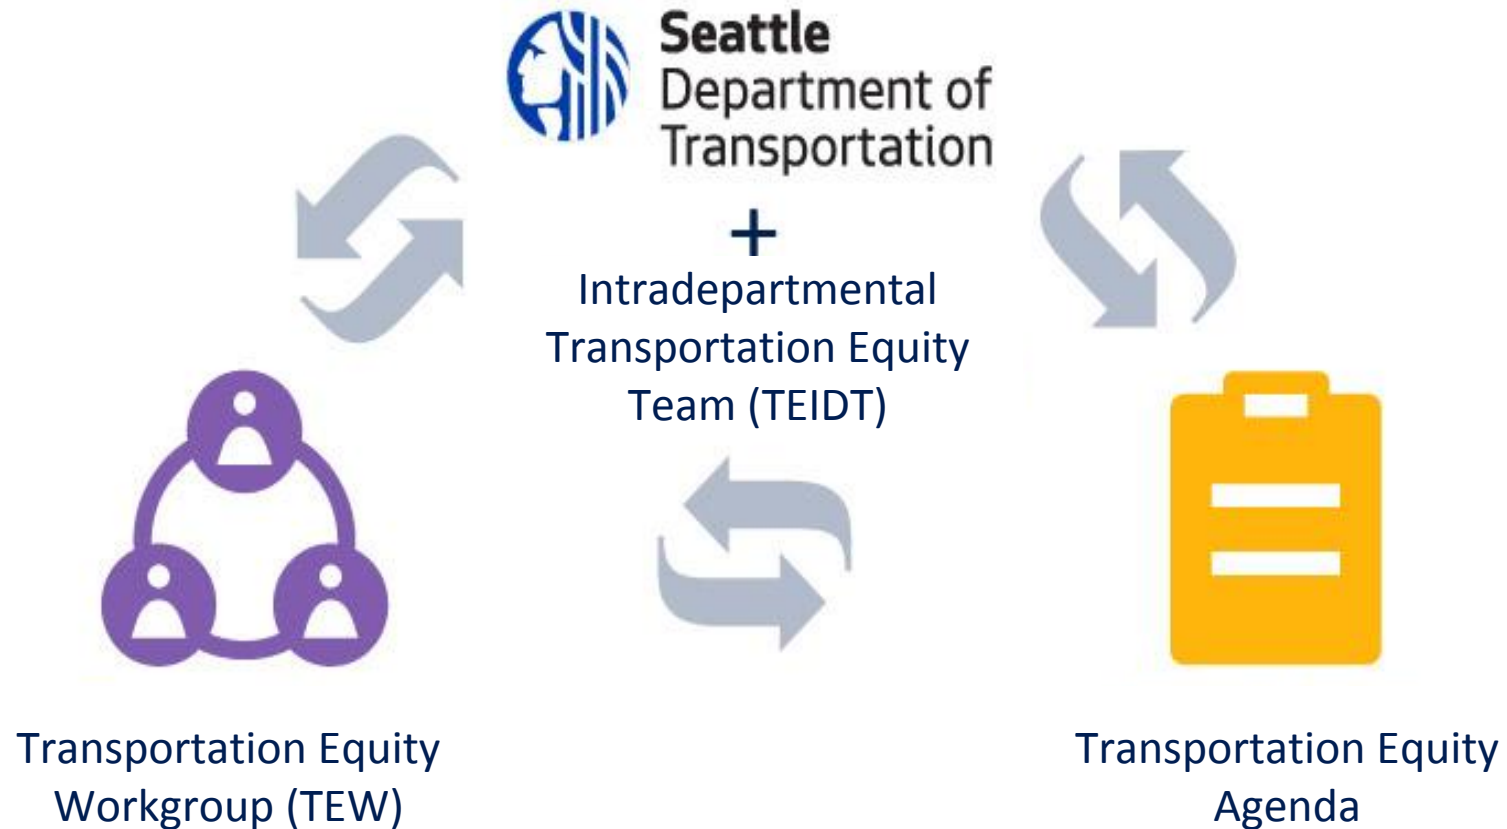 Seattle
Department of
Transportation
+
Intradepartmental
Transportation Equity
Team (TEIDT)
Transportation Equity
Workgroup (TEW)
Transportation Equity
Agenda